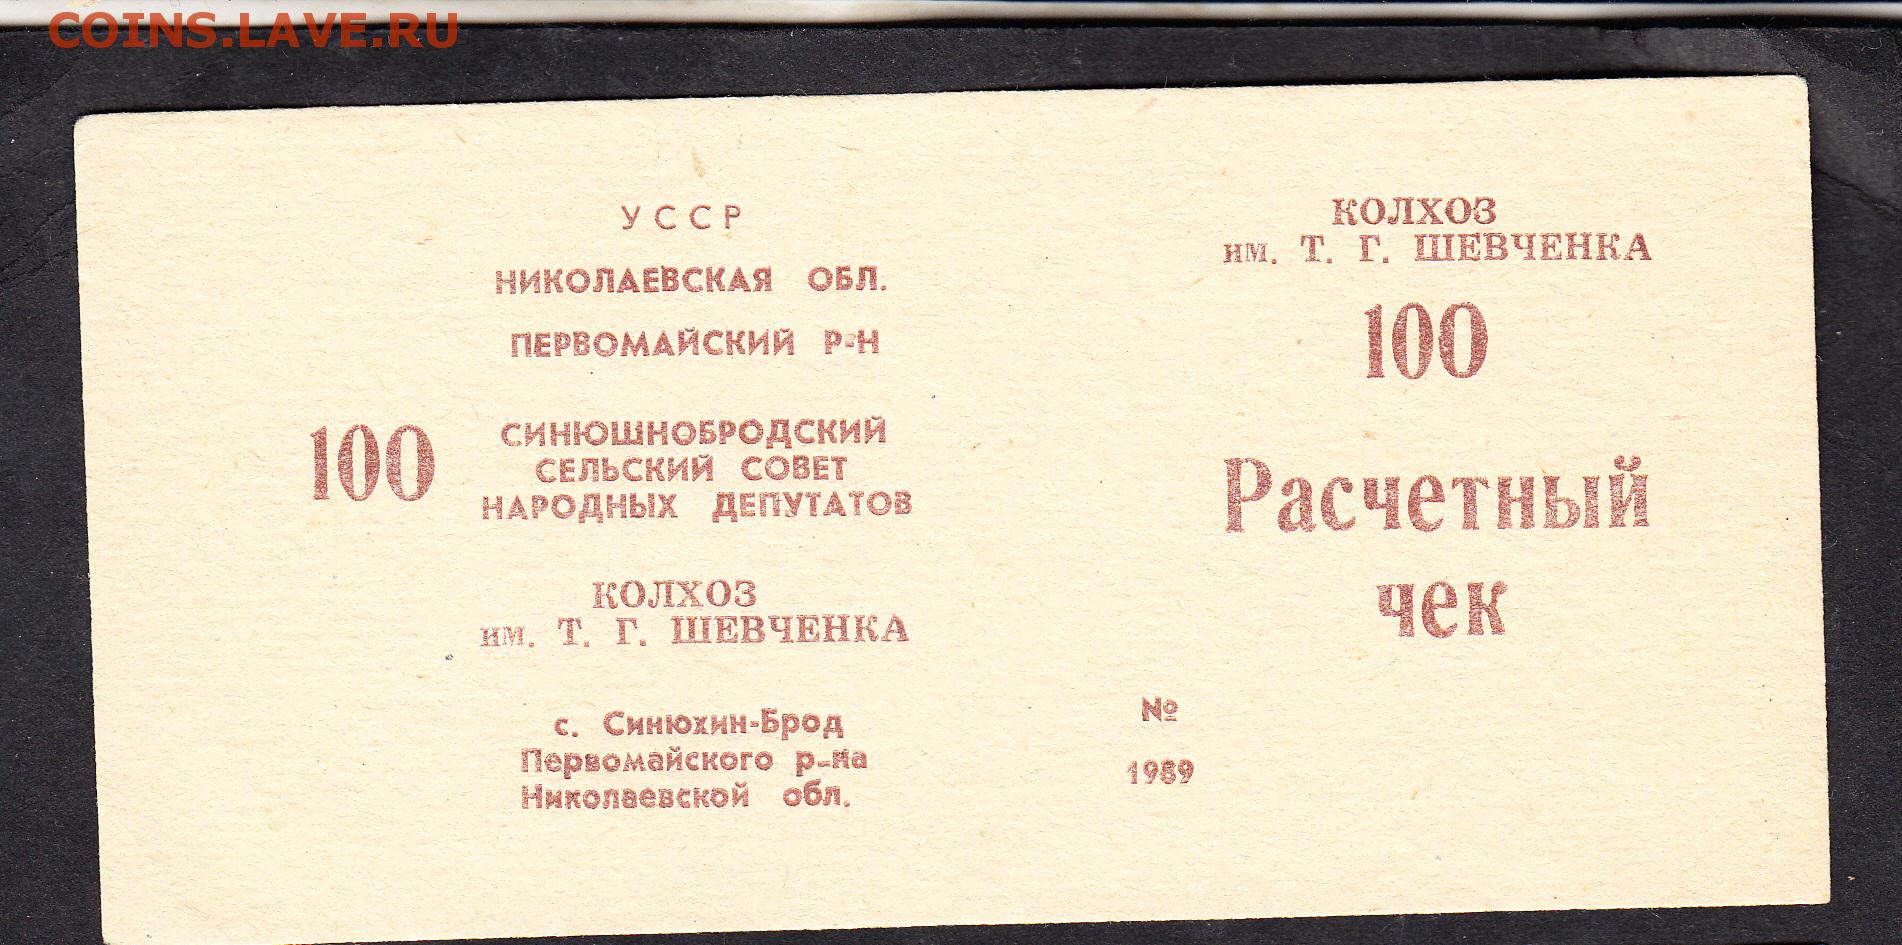 COINS.LAVE.RU
УССР
НИКОЛАЕВСКАЯ ОБЛ.
ПЕРВОМАЙСКИЙ Р-Н
100
СИНЮШНОБРОДСКИЙ
СЕЛЬСКИЙ СОВЕТ
НАРОДНЫХ ДЕПУТАТОВ
КОЛХОЗ
им. Т. Г. ШЕВЧЕНКА
с. Синюхин-Брод
Первомайского р-на
Николаевской обл.
КОЛХОЗ
им. Т. Г. ШЕВЧЕНКА
100
Расчетный
чек
№
1989